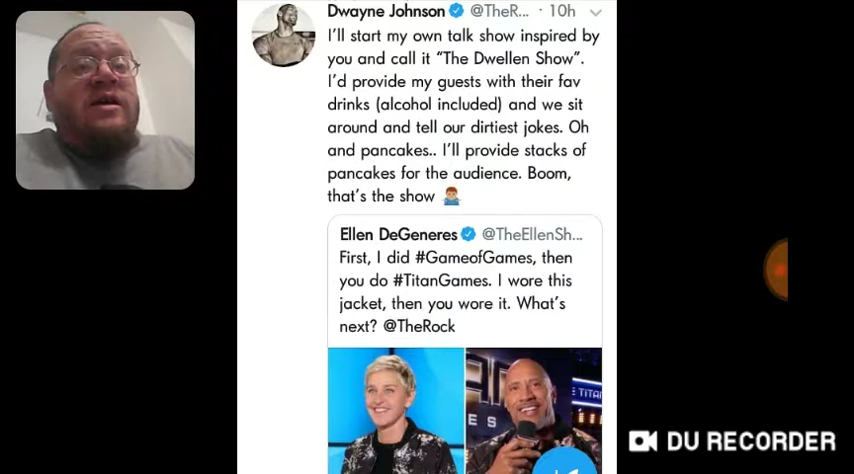 Dwayne Johnson @TheR... · 10h
I'll start my own talk show inspired by
you and call it “The Dwellen Show”.
I'd provide my guests with their fav
drinks (alcohol included) and we sit
around and tell our dirtiest jokes. Oh
and pancakes.. I'll provide stacks of
pancakes for the audience. Boom,
that's the show 🤷🏽‍♂️
Ellen DeGeneres @TheEllenSh...
First, I did #GameofGames, then
you do #TitanGames. I wore this
jacket, then you wore it. What's
next? @TheRock
E TITA
E S
DU RECORDER